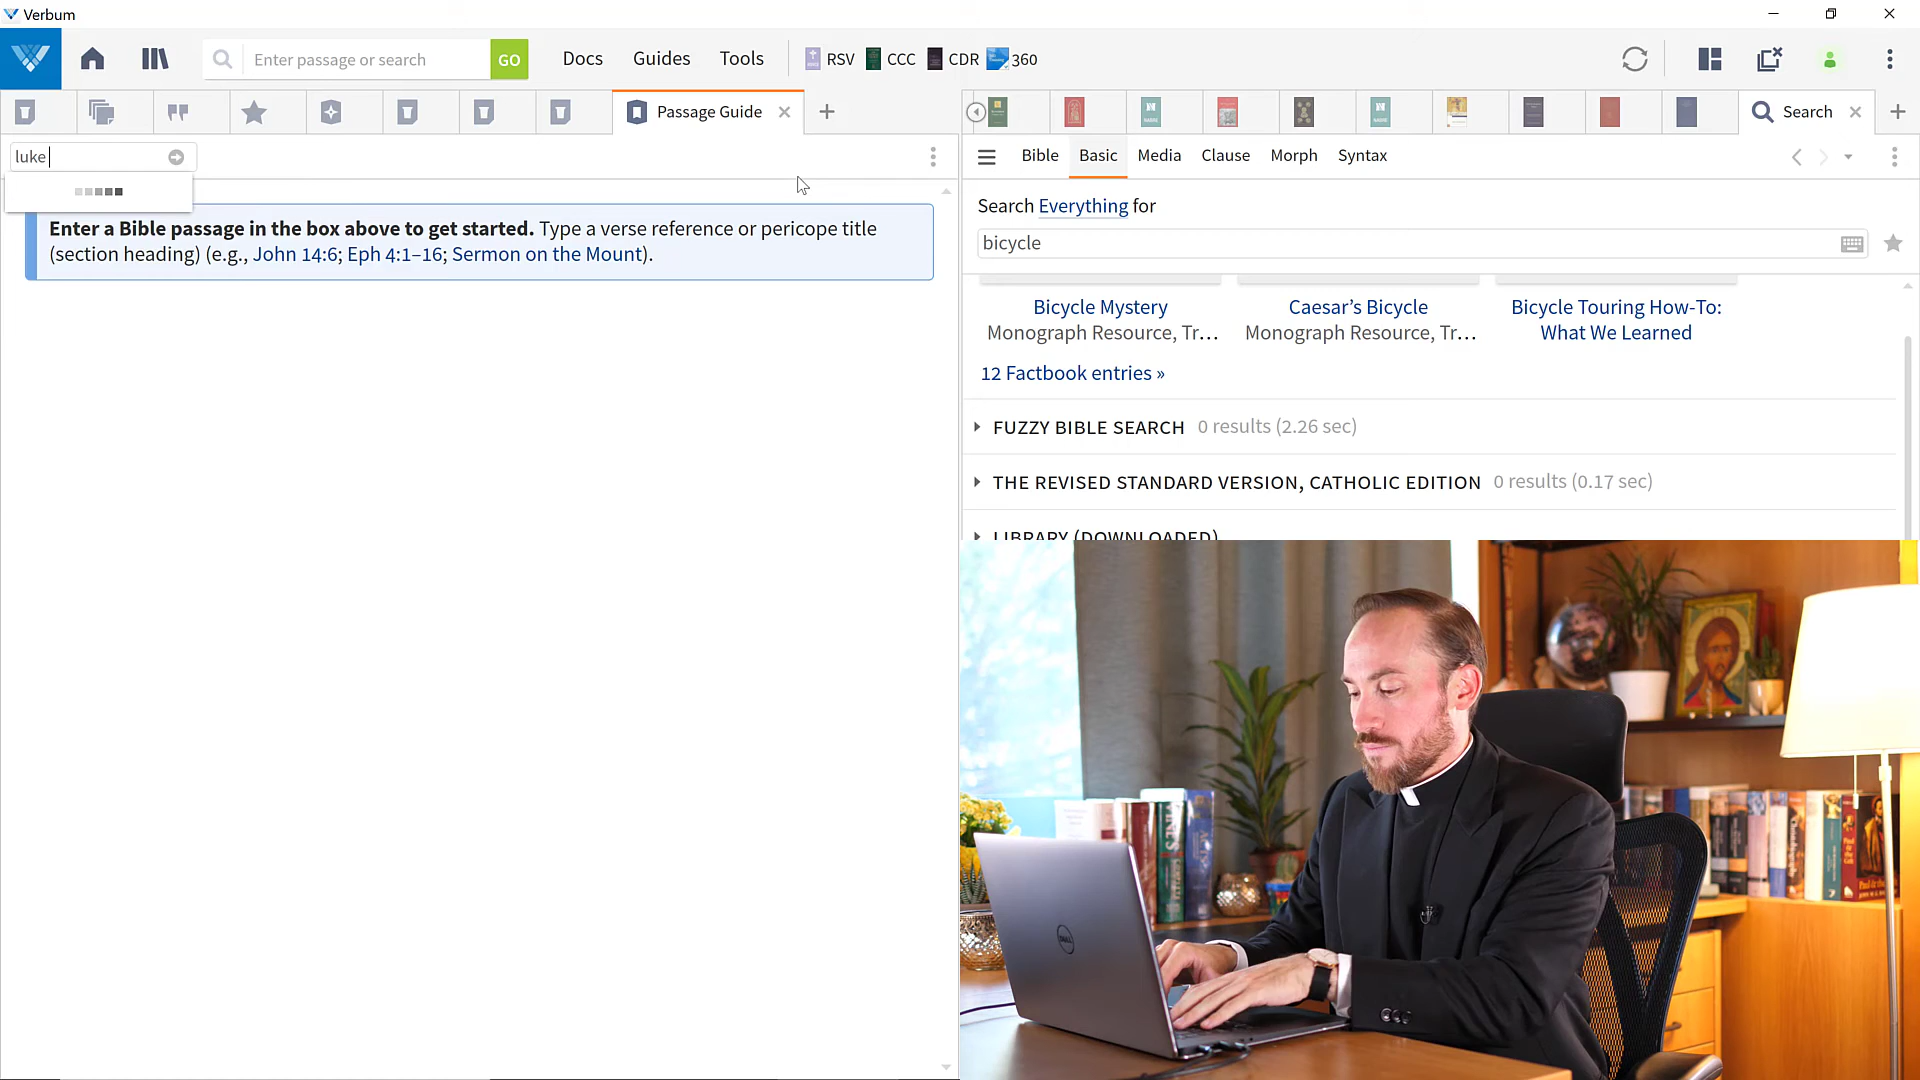 Verbum
Enter passage or search
GO
Docs
Guides
Tools
RSV
CCC
CDR
360
Passage Guide
Search
luke
Bible
Basic
Media
Clause
Morph
Syntax
Enter a Bible passage in the box above to get started. Type a verse reference or pericope title
(section heading) (e.g., John 14:6; Eph 4:1–16; Sermon on the Mount).
Search Everything for
bicycle
Bicycle Mystery
Monograph Resource, Tr...
Caesar's Bicycle
Monograph Resource, Tr...
Bicycle Touring How-To:
What We Learned
12 Factbook entries »
FUZZY BIBLE SEARCH 0 results (2.26 sec)
THE REVISED STANDARD VERSION, CATHOLIC EDITION 0 results (0.17 sec)
LIBRARY (DOWNLOADED)
DELL